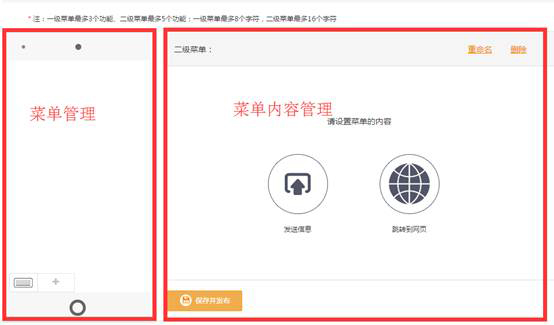 * 注：一级菜单最多3个功能、二级菜单最多5个功能；一级菜单最多8个字符，二级菜单最多16个字符
二级菜单：
重命名 删除
菜单管理
菜单内容管理
请设置菜单的内容
发送信息 跳转到网页
保存并发布